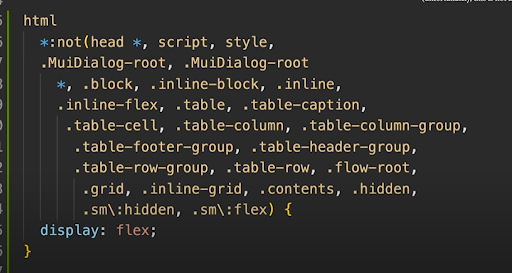 html
*:not(head *, script, style,
.MuiDialog-root, .MuiDialog-root
*, .block, .inline-block, .inline,
.inline-flex, .table, .table-caption,
.table-cell, .table-column, .table-column-group,
.table-footer-group, .table-header-group,
.table-row-group, .table-row, .flow-root,
.grid, .inline-grid, .contents, .hidden,
.sm\:hidden, .sm\:flex) {
display: flex;
}